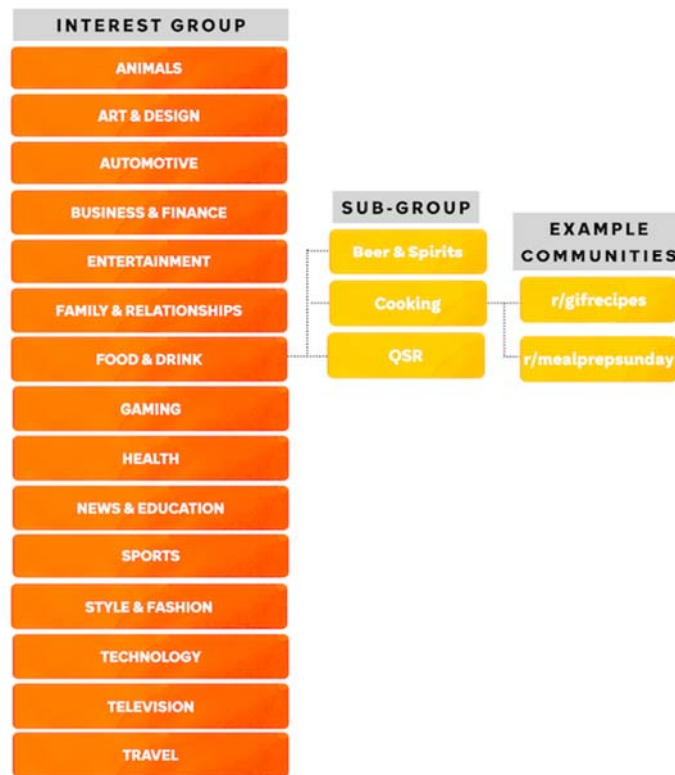 INTEREST GROUP
ANIMALS
ART & DESIGN
AUTOMOTIVE
BUSINESS & FINANCE
ENTERTAINMENT
FAMILY & RELATIONSHIPS
FOOD & DRINK
GAMING
HEALTH
NEWS & EDUCATION
SPORTS
STYLE & FASHION
TECHNOLOGY
TELEVISION
TRAVEL
SUB-GROUP
Beer & Spirits
Cooking
QSR
EXAMPLE
COMMUNITIES
r/gifrecipes
r/mealprepsunday